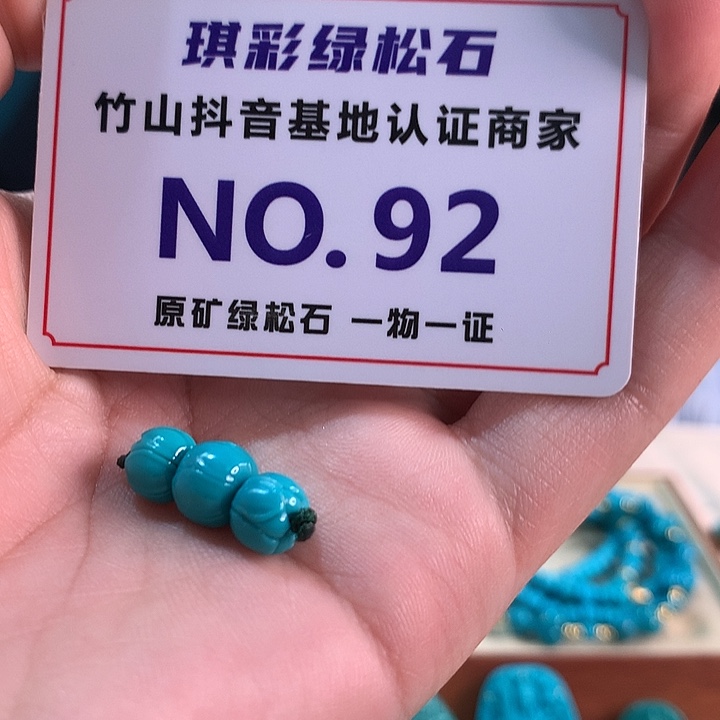 琪彩绿松石
竹山抖音基地认证商家
NO. 92
原矿绿松石 一物一证